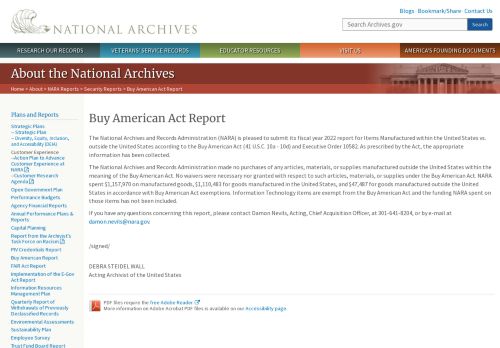 NATIONAL ARCHIVES
Blogs · Bookmark/Share · Contact Us
Search Archives.gov
Search
RESEARCH OUR RECORDS
VETERANS' SERVICE RECORDS
EDUCATOR RESOURCES
VISIT US
AMERICA'S FOUNDING DOCUMENTS
About the National Archives
Home > About > NARA Reports > Security Reports > Buy American Act Report
Plans and Reports
Strategic Plans
– Strategic Plan
– Diversity, Equity, Inclusion,
and Accessibility (DEIA)
Customer Experience
–Action Plan to Advance
Customer Experience at
NARA
–Customer Research
Agenda
Open Government Plan
Performance Budgets
Agency Financial Reports
Annual Performance Plans &
Reports
Capital Planning
Report from the Archivist's
Task Force on Racism
PIV Credentials Report
Buy American Report
FAIR Act Report
Implementation of the E-Gov
Act Report
Information Resources
Management Plan
Quarterly Report of
Withdrawals of Previously
Declassified Records
Environmental Assessments
Sustainability Plan
Employee Survey
Trust Fund Board Report
Buy American Act Report
The National Archives and Records Administration (NARA) is pleased to submit its fiscal year 2022 report for Items Manufactured within the United States vs.
outside the United States according to the Buy American Act (41 U.S.C. 10a - 10d) and Executive Order 10582. As prescribed by the Act, the appropriate
information has been collected.
The National Archives and Records Administration made no purchases of any articles, materials, or supplies manufactured outside the United States within the
meaning of the Buy American Act. No waivers were necessary nor granted with respect to such articles, materials, or supplies under the Buy American Act. NARA
spent $1,157,970 on manufactured goods, $1,110,483 for goods manufactured in the United States, and $47,487 for goods manufactured outside the
United States in accordance with Buy American Act exemptions. Information Technology items are exempt from the Buy American Act and the funding NARA spent on
those items has not been included.
If you have any questions concerning this report, please contact Damon Nevils, Acting, Chief Acquisition Officer, at 301-641-8204, or by e-mail at
damon.nevils@nara.gov.
/signed/
DEBRA STEIDEL WALL
Acting Archivist of the United States
PDF files require the free Adobe Reader.
More information on Adobe Acrobat PDF files is available on our Accessibility page.